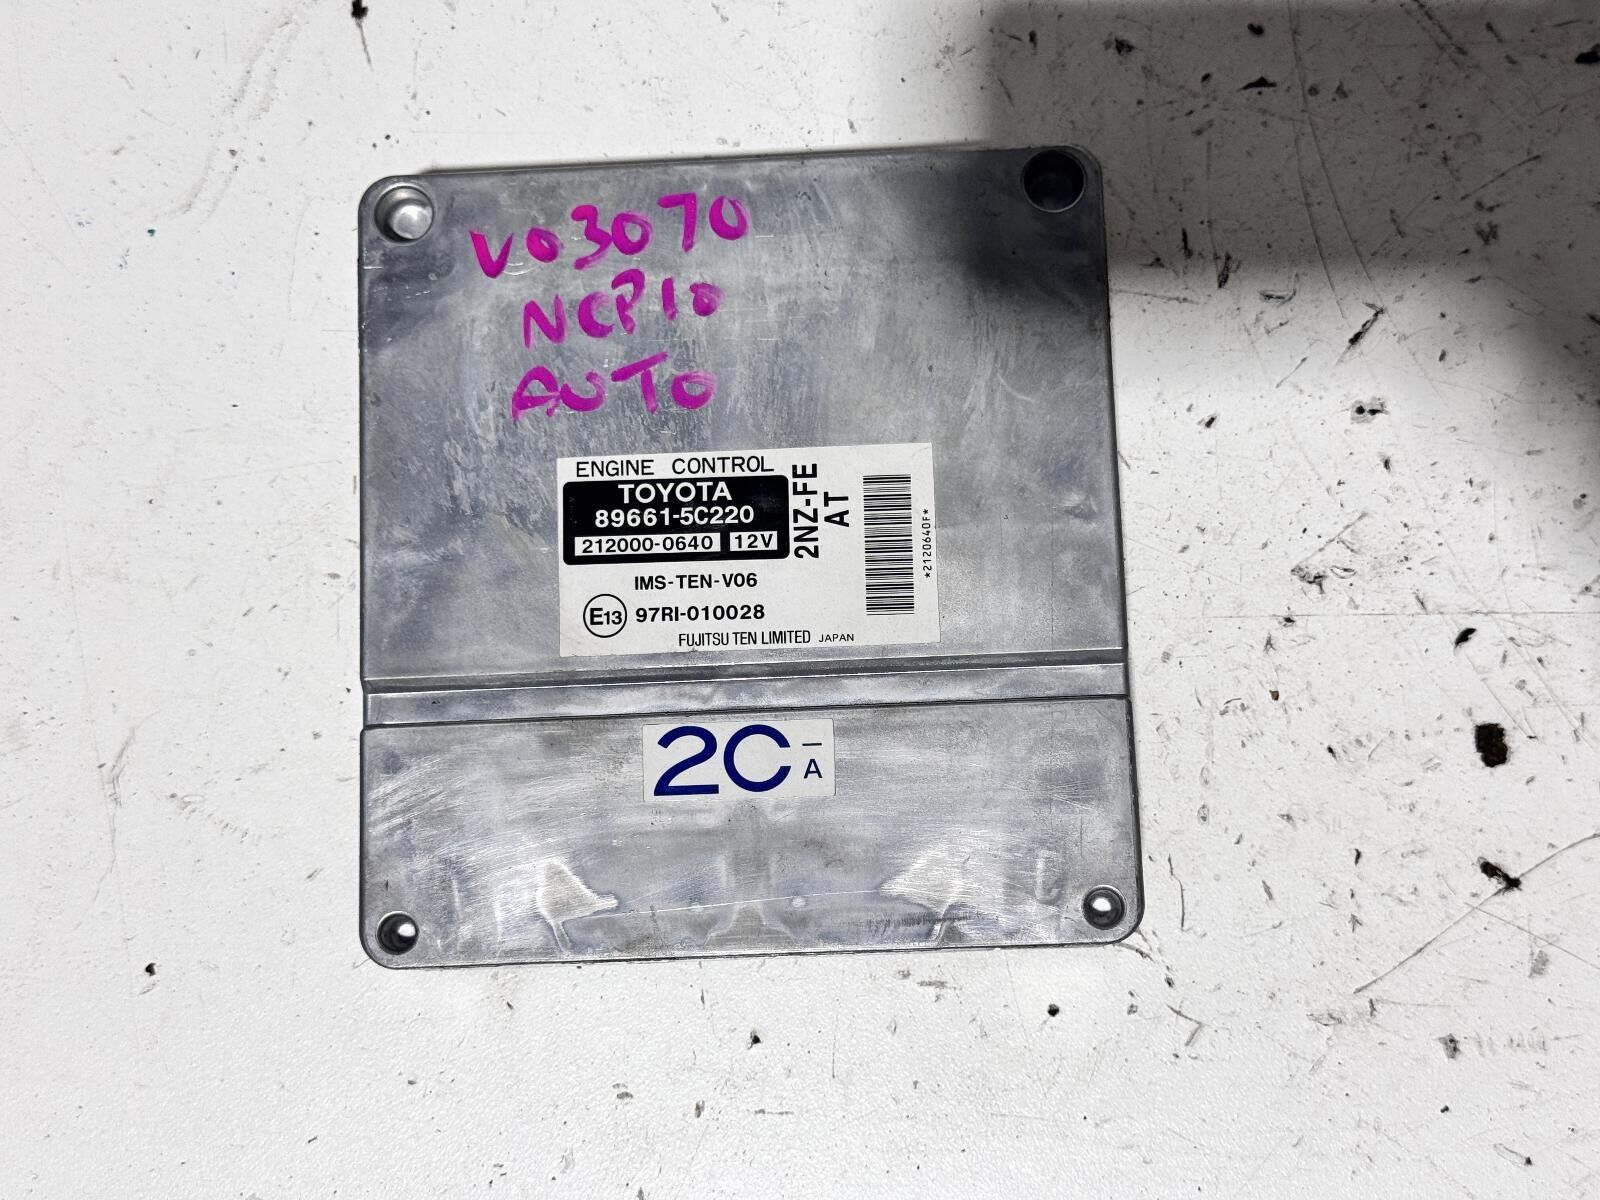 V03070
NCP10
AUTO
ENGINE CONTROL
TOYOTA
89661-5C220
212000-0640 12V
2NZ-FE
AT
*2120640F*
IMS-TEN-V06
E13 97RI-010028
FUJITSU TEN LIMITED JAPAN
2C-A